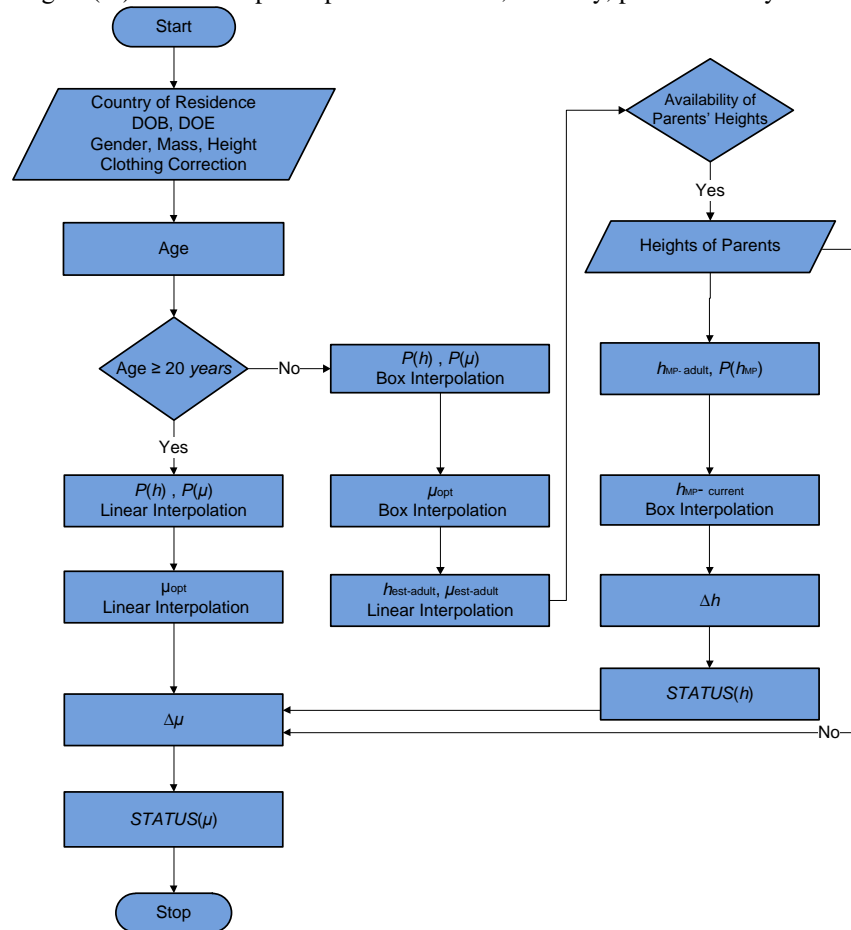 Start
Country of Residence
DOB, DOE
Gender, Mass, Height
Clothing Correction
Age
Age ≥ 20 years
No
Yes
P(h) , P(µ)
Linear Interpolation
µopt
Linear Interpolation
P(h) , P(µ)
Box Interpolation
µopt
Box Interpolation
hest-adult, µest-adult
Linear Interpolation
Availability of
Parents' Heights
Yes
Heights of Parents
hMP- adult, P(hMP)
hMP- current
Box Interpolation
Δh
STATUS(h)
No
Δµ
STATUS(µ)
Stop